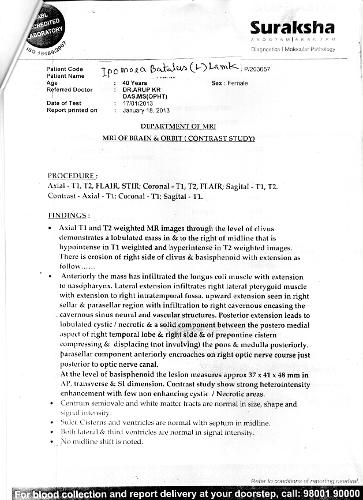 NABL
ACCREDITED
LABORATORY
Suraksha
DIAGNOSTIC & IMAGING
Diagnostics | Molecular Pathology
Patient Code
Patient Name : Ipomoea Batatas (L) Lamk. P/203657
Age : 40 Years Sex : Female
Referred Doctor : DR.ARUP KR
DAS,MS(OPHT)
Date of Test : 17/01/2013
Report printed on : January 18, 2013
DEPARTMENT OF MRI
MRI OF BRAIN & ORBIT ( CONTRAST STUDY)
PROCEDURE :
Axial - T1, T2, FLAIR, STIR; Coronal - T1, T2, FLAIR; Sagital - T1, T2.
Contrast - Axial - T1; Coronal - T1; Sagital - T1.
FINDINGS :
• Axial T1 and T2 weighted MR images through the level of clivus
demonstrates a lobulated mass in & to the right of midline that is
hypointense in T1 weighted and hyperintense in T2 weighted images.
There is erosion of right side of clivus & basisphenoid with extension as
follow......
• Anteriorly the mass has infiltrated the longus coli muscle with extension
to nasopharynx. Lateral extension infiltrates right lateral pterygoid muscle
with extension to right infratemporal fossa. upward extension seen in right
sellar & parasellar region with infiltration to right cavernous encasing the
cavernous sinus neural and vascular structures. Posterior extension leads to
lobulated cystic / necrotic & a solid component between the postero medial
aspect of right temporal lobe & right side & of prepontine cistern
compressing & displacing (not involving) the pons & medulla posteriorly.
parasellar component anteriorly encroaches on right optic nerve course just
posterior to optic nerve canal.
At the level of basisphenoid the lesion measures approx 37 x 41 x 48 mm in
AP, transverse & SI dimension. Contrast study show strong heterointensity
enhancement with few non enhancing cystic / Necrotic areas.
• Centrum semiovale and white matter tracts are normal in size, shape and
signal intensity.
• Sulci Cisterns and ventricles are normal with septum in midline.
• Both lateral & third ventricles are normal in signal intensity.
• No midline shift is noted.
Refer to conditions of reporting overleaf
For blood collection and report delivery at your doorstep, call: 98001 90000